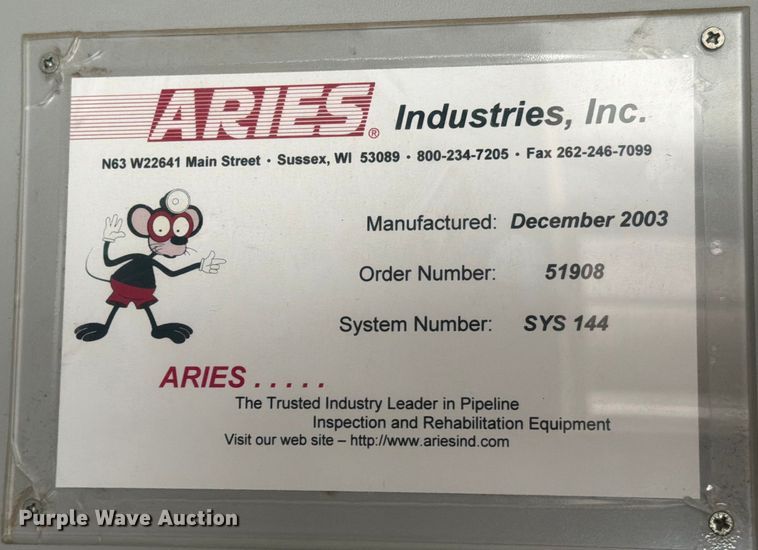 ARIES® Industries, Inc.
N63 W22641 Main Street • Sussex, WI 53089 • 800-234-7205 • Fax 262-246-7099
Manufactured: December 2003
Order Number: 51908
System Number: SYS 144
ARIES . . . . .
The Trusted Industry Leader in Pipeline
Inspection and Rehabilitation Equipment
Visit our web site – http://www.ariesind.com
Purple Wave Auction